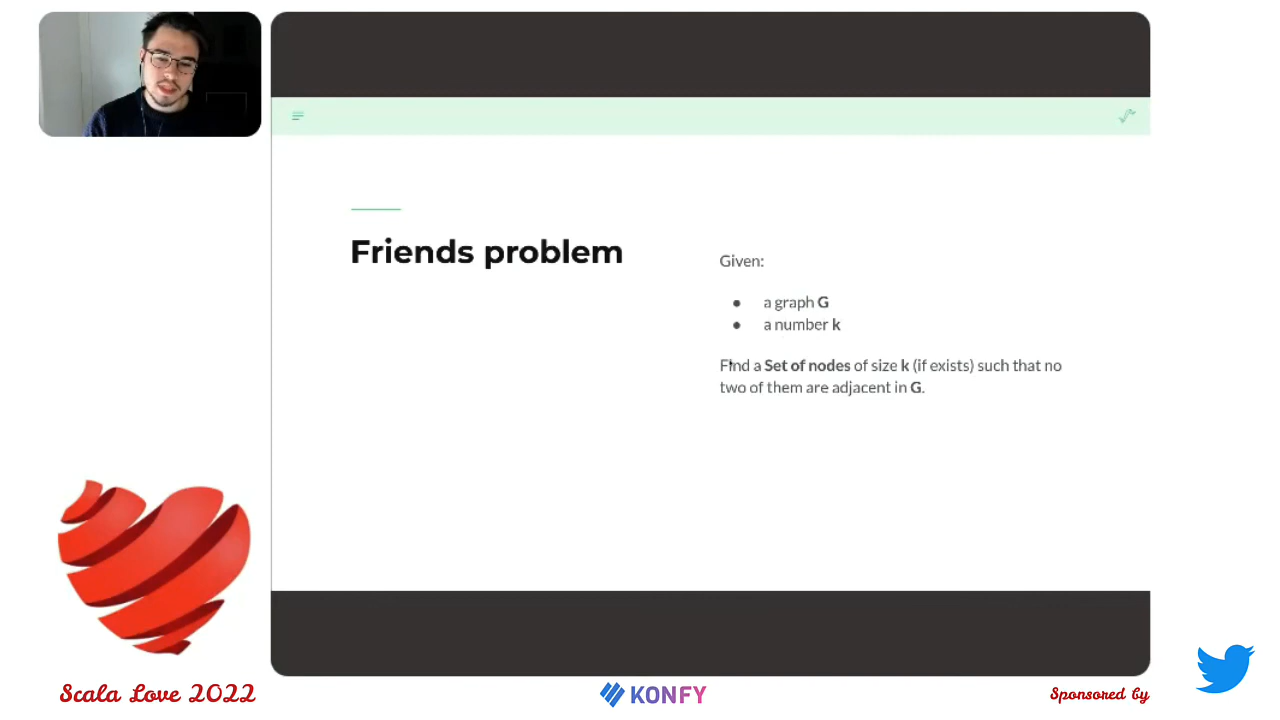 Friends problem
Given:
● a graph G
● a number k
Find a Set of nodes of size k (if exists) such that no
two of them are adjacent in G.
Scala Love 2022
KONFY
Sponsored by